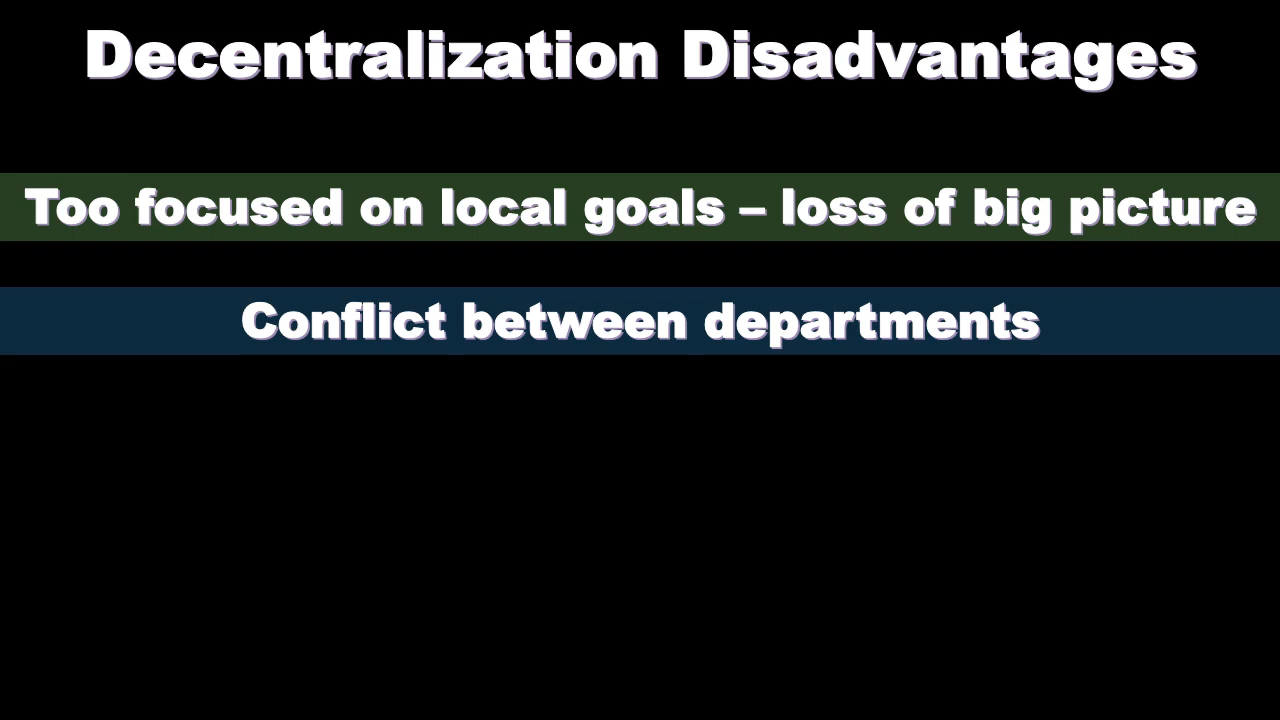 Decentralization Disadvantages
Too focused on local goals – loss of big picture
Conflict between departments